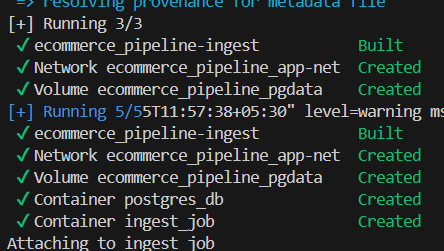 => resolving provenance for metadata file
[+] Running 3/3
✓ ecommerce_pipeline-ingest Built
✓ Network ecommerce_pipeline_app-net Created
✓ Volume ecommerce_pipeline_pgdata Created
[+] Running 5/55T11:57:38+05:30" level=warning ms
✓ ecommerce_pipeline-ingest Built
✓ Network ecommerce_pipeline_app-net Created
✓ Volume ecommerce_pipeline_pgdata Created
✓ Container postgres_db Created
✓ Container ingest_job Created
Attaching to ingest_job